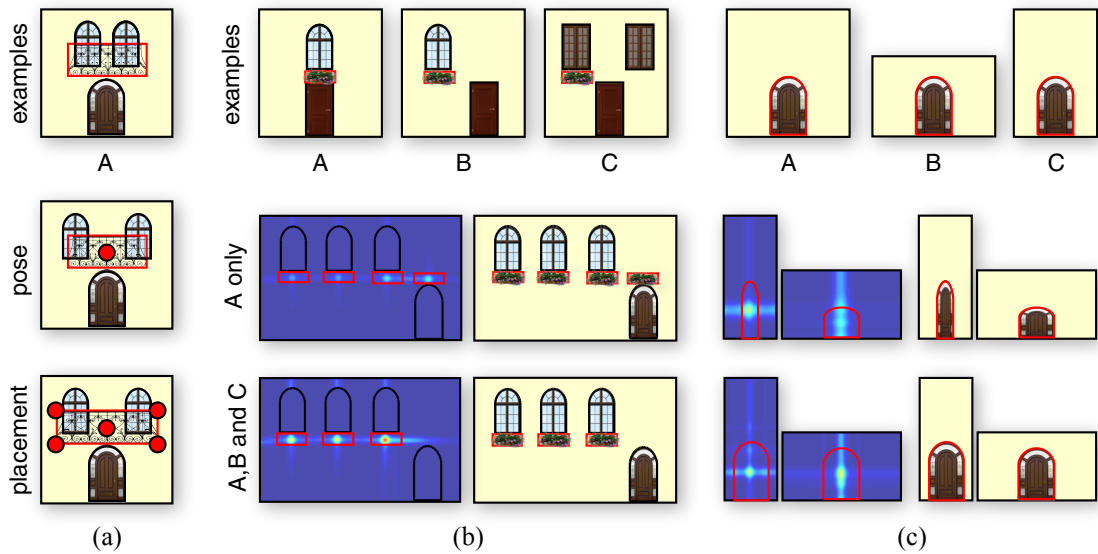 examples
A
examples
A
B
C
A
B
C
pose
A only
placement
A,B and C
(a)
(b)
(c)